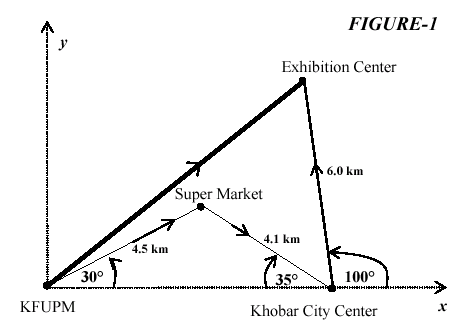 FIGURE-1
y
Exhibition Center
6.0 km
Super Market
4.5 km
4.1 km
30°
35°
100°
KFUPM
Khobar City Center
x